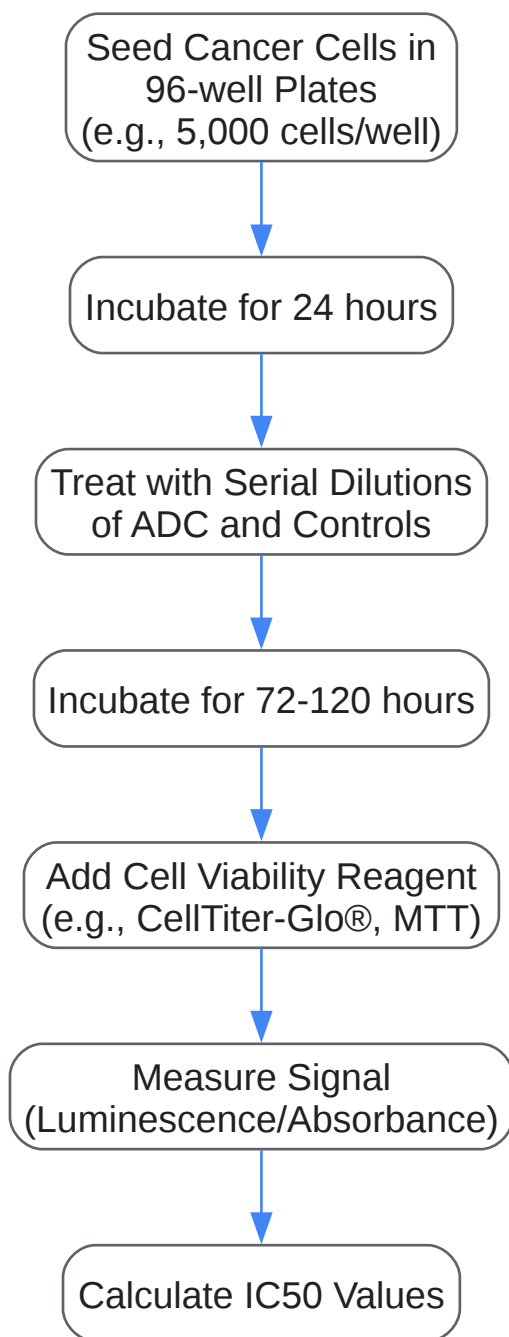 Seed Cancer Cells in
96-well Plates
(e.g., 5,000 cells/well)
Incubate for 24 hours
Treat with Serial Dilutions
of ADC and Controls
Incubate for 72-120 hours
Add Cell Viability Reagent
(e.g., CellTiter-Glo®, MTT)
Measure Signal
(Luminescence/Absorbance)
Calculate IC50 Values